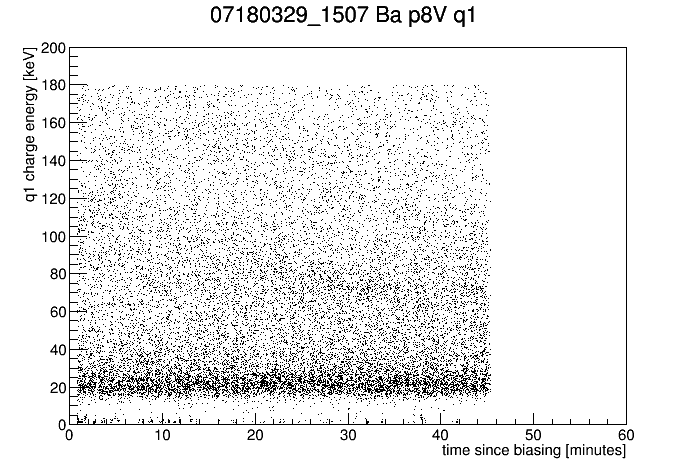 07180329_1507 Ba p8V q1
q1 charge energy [keV]
200
180
160
140
120
100
80
60
40
20
0
0 10 20 30 40 50 60
time since biasing [minutes]